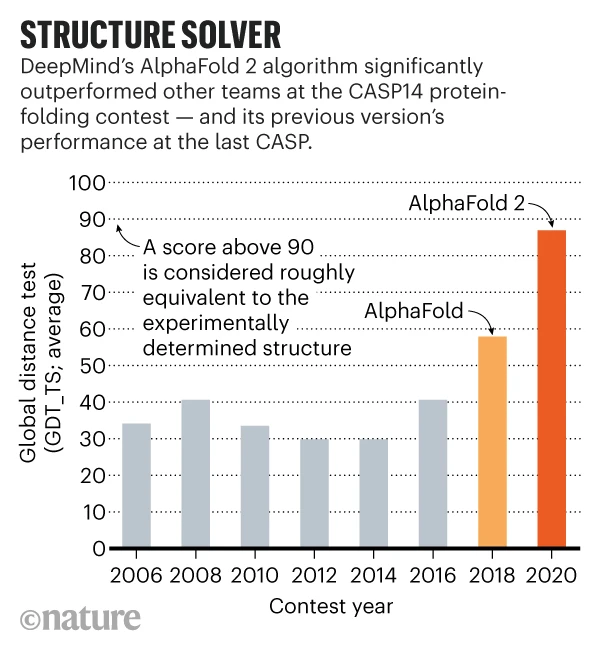 STRUCTURE SOLVER
DeepMind's AlphaFold 2 algorithm significantly
outperformed other teams at the CASP14 protein-
folding contest — and its previous version's
performance at the last CASP.
100
90
80
70
60
50
40
30
20
10
0
Global distance test
(GDT_TS; average)
A score above 90
is considered roughly
equivalent to the
experimentally
determined structure
AlphaFold 2
AlphaFold
2006 2008 2010 2012 2014 2016 2018 2020
Contest year
©nature